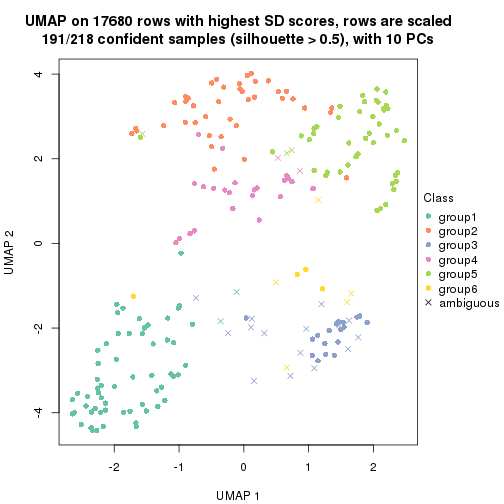 UMAP on 17680 rows with highest SD scores, rows are scaled
191/218 confident samples (silhouette > 0.5), with 10 PCs
4
2
0
-2
-4
UMAP 2
-2
-1
0
1
2
UMAP 1
Class
group1
group2
group3
group4
group5
group6
ambiguous